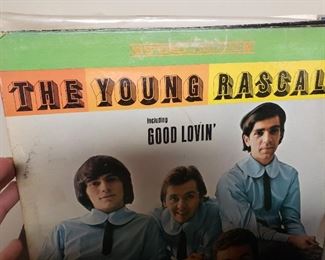 THE YOUNG RASCAL
including
GOOD LOVIN'